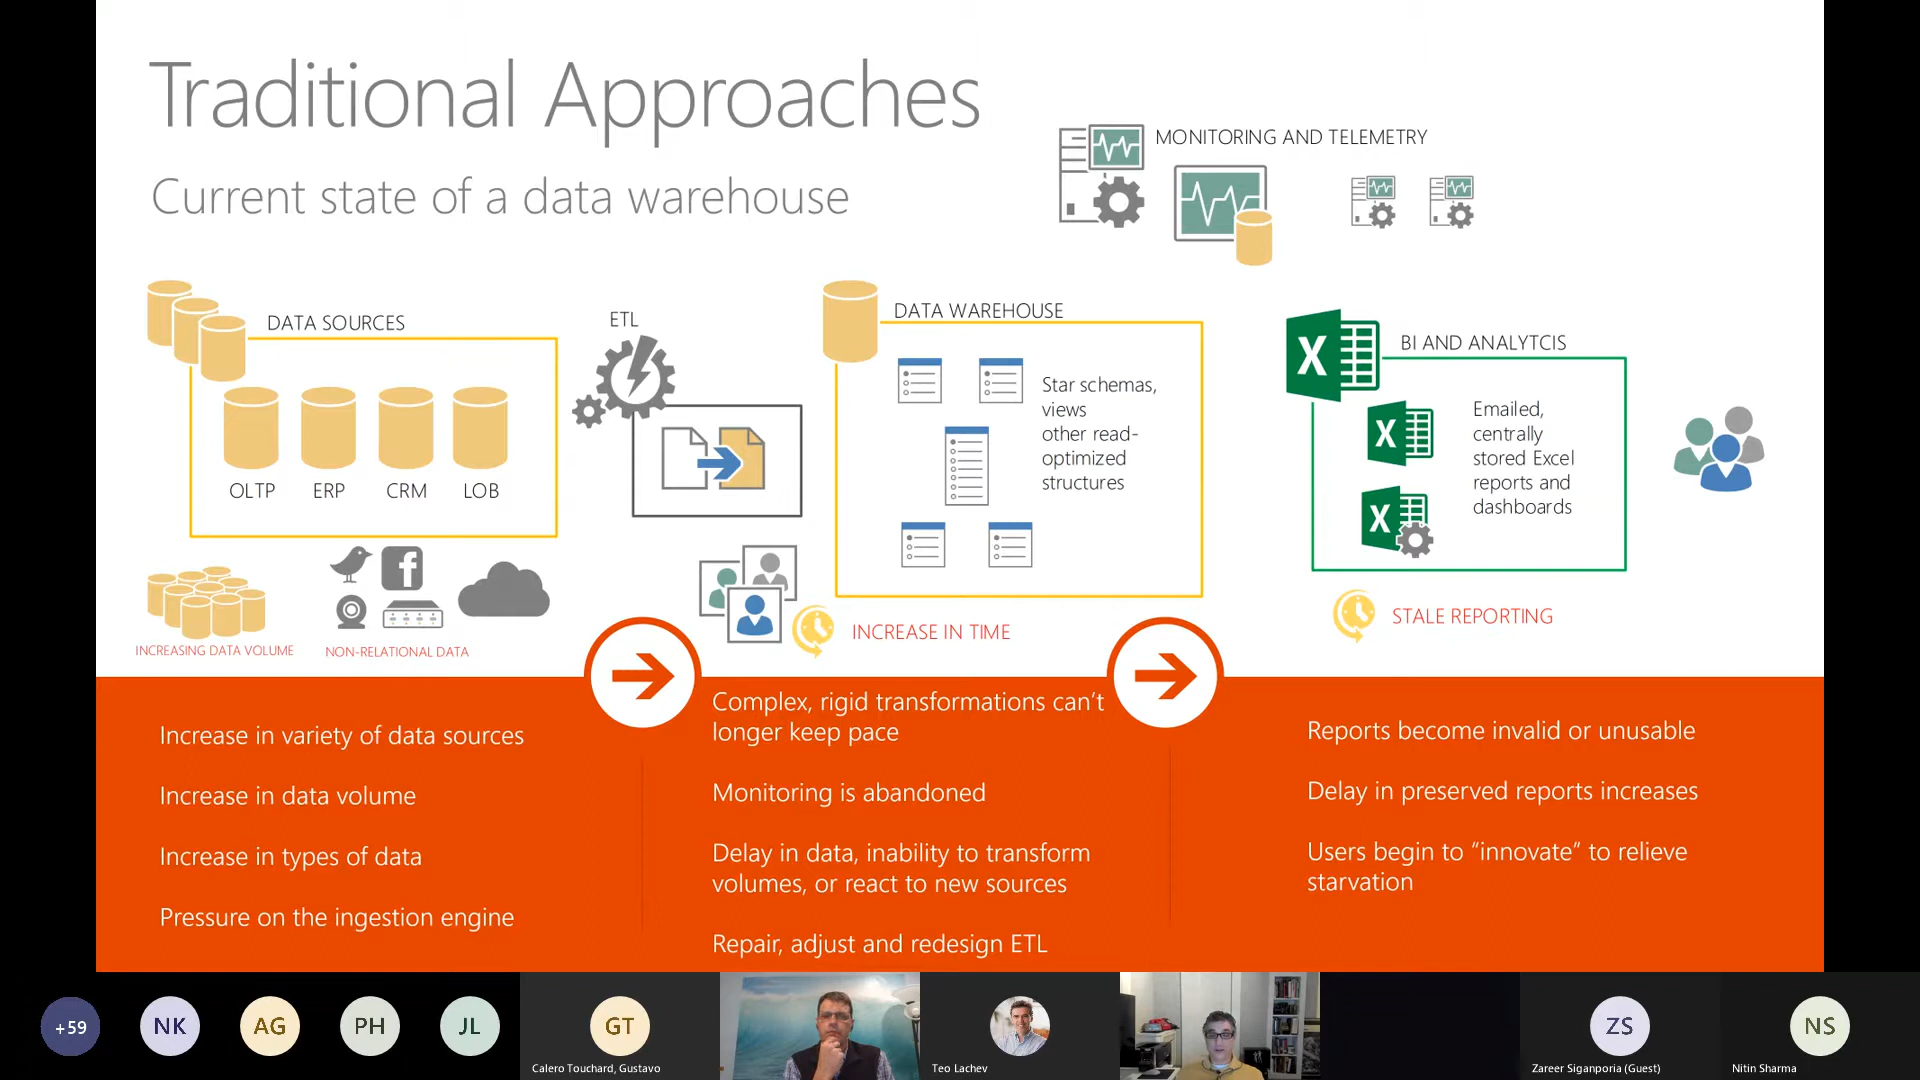 Traditional Approaches
Current state of a data warehouse
MONITORING AND TELEMETRY
DATA SOURCES
OLTP
ERP
CRM
LOB
INCREASING DATA VOLUME
NON-RELATIONAL DATA
ETL
INCREASE IN TIME
DATA WAREHOUSE
Star schemas,
views
other read-
optimized
structures
BI AND ANALYTCIS
Emailed,
centrally
stored Excel
reports and
dashboards
STALE REPORTING
Increase in variety of data sources
Increase in data volume
Increase in types of data
Pressure on the ingestion engine
Complex, rigid transformations can't
longer keep pace
Monitoring is abandoned
Delay in data, inability to transform
volumes, or react to new sources
Repair, adjust and redesign ETL
Reports become invalid or unusable
Delay in preserved reports increases
Users begin to “innovate” to relieve
starvation
+59
NK
AG
PH
JL
GT
Calero Touchard, Gustavo
Teo Lachev
ZS
Zareer Siganporia (Guest)
NS
Nitin Sharma